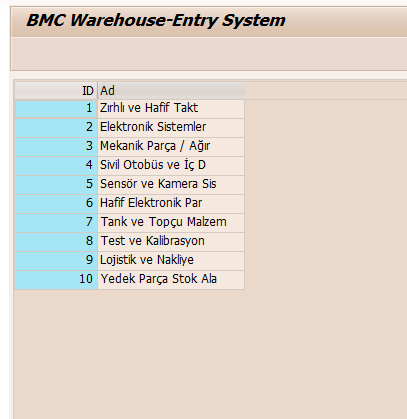 BMC Warehouse-Entry System
ID Ad
1 Zırhlı ve Hafif Takt
2 Elektronik Sistemler
3 Mekanik Parça / Ağır
4 Sivil Otobüs ve İç D
5 Sensör ve Kamera Sis
6 Hafif Elektronik Par
7 Tank ve Topçu Malzem
8 Test ve Kalibrasyon
9 Lojistik ve Nakliye
10 Yedek Parça Stok Ala